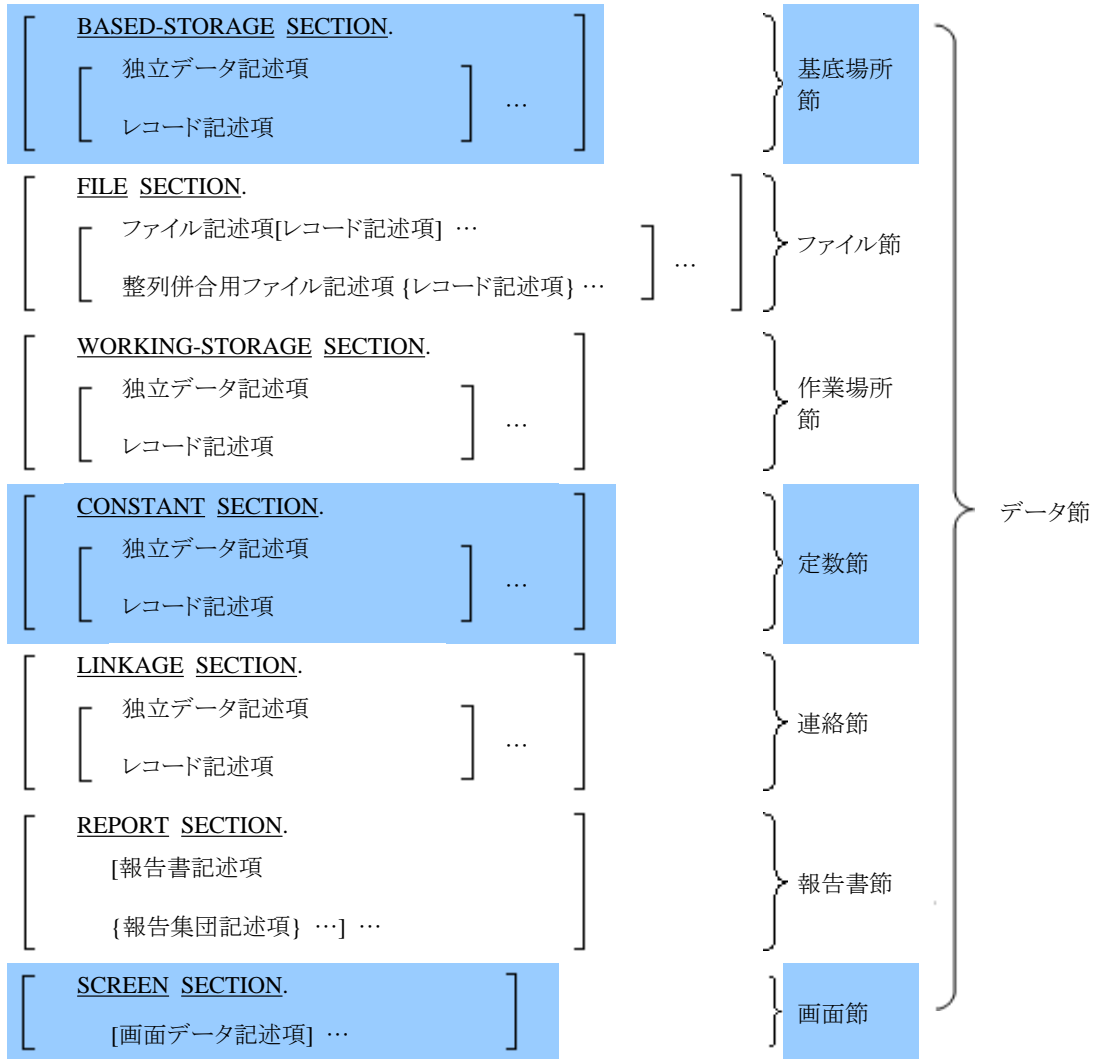 BASED-STORAGE SECTION.
独立データ記述項
レコード記述項
…
基底場所
節
FILE SECTION.
ファイル記述項[レコード記述項] …
整列併合用ファイル記述項 {レコード記述項} …
…
ファイル節
WORKING-STORAGE SECTION.
独立データ記述項
レコード記述項
…
作業場所
節
CONSTANT SECTION.
独立データ記述項
レコード記述項
…
定数節
データ節
LINKAGE SECTION.
独立データ記述項
レコード記述項
…
連絡節
REPORT SECTION.
[報告書記述項
{報告集団記述項} …] …
報告書節
SCREEN SECTION.
[画面データ記述項] …
画面節